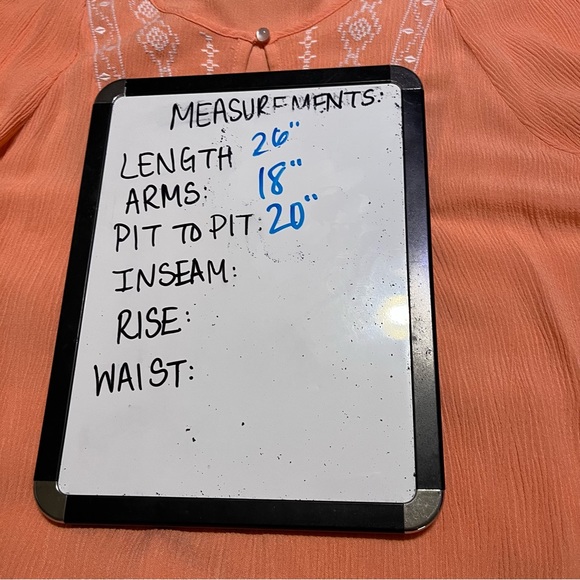 MEASUREMENTS:
LENGTH 26"
ARMS: 18"
PIT TO PIT: 20"
INSEAM:
RISE:
WAIST: